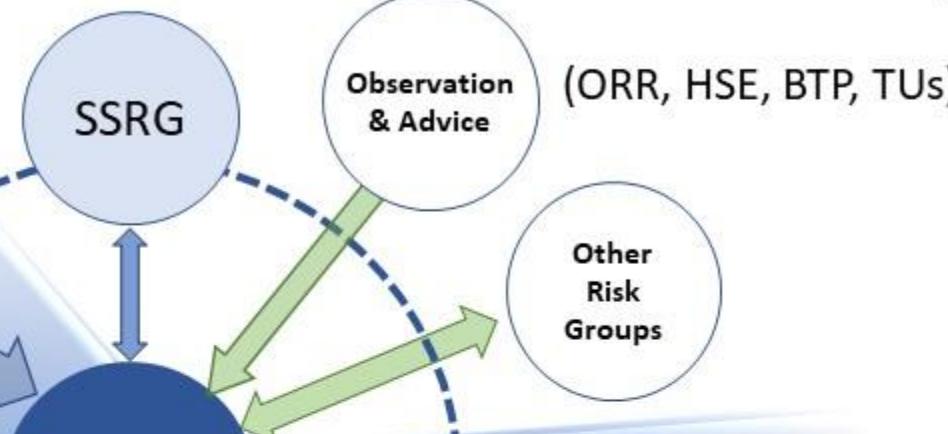 SSRG
Observation
& Advice
(ORR, HSE, BTP, TUs)
Other
Risk
Groups